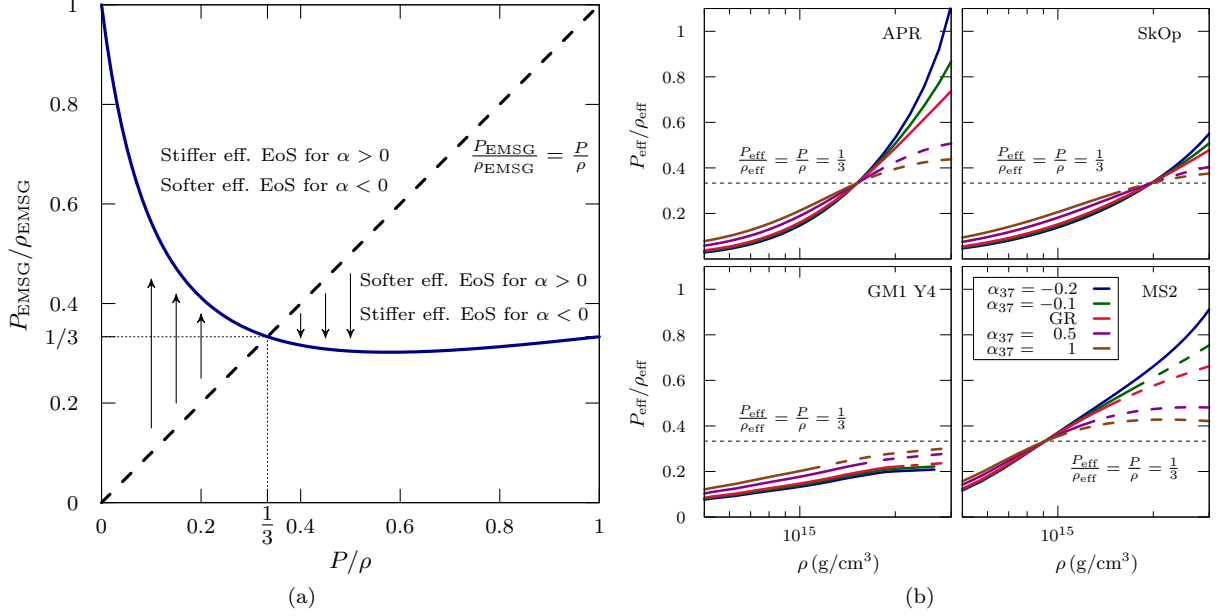 1
0.8
0.6
0.4
1/3
0.2
0
P_EMSG/ρ_EMSG
Stiffer eff. EoS for α > 0
Softer eff. EoS for α < 0
P_EMSG/ρ_EMSG = P/ρ
Softer eff. EoS for α > 0
Stiffer eff. EoS for α < 0
0 0.2 1/3 0.4 0.6 0.8 1
P/ρ
(a)
1
0.8
0.6
0.4
0.2
P_eff/ρ_eff
APR
P_eff/ρ_eff = P/ρ = 1/3
SkOp
P_eff/ρ_eff = P/ρ = 1/3
1
0.8
0.6
0.4
0.2
0
P_eff/ρ_eff
GM1 Y4
P_eff/ρ_eff = P/ρ = 1/3
10^15
ρ (g/cm³)
MS2
α_37 = −0.2
α_37 = −0.1
GR
α_37 = 0.5
α_37 = 1
P_eff/ρ_eff = P/ρ = 1/3
10^15
ρ (g/cm³)
(b)